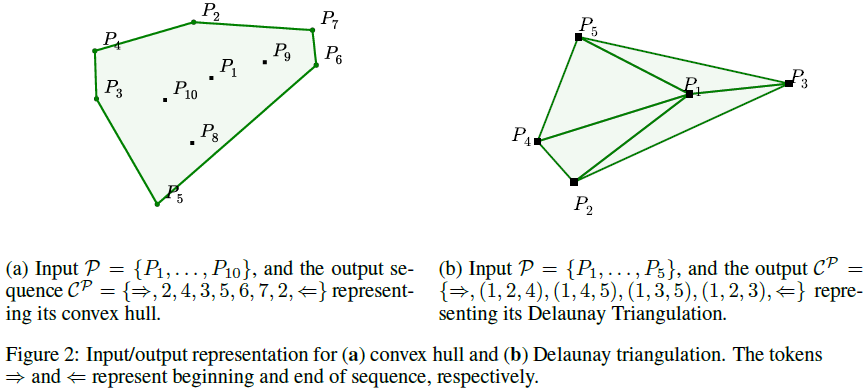 P₂
P₇
P₄
P₉
P₆
P₁
P₃
P₁₀
P₈
P₅
P₅
P₁
P₃
P₄
P₂
(a) Input 𝒫 = {P₁, . . . , P₁₀}, and the output se-
quence 𝒞^𝒫 = {⇒, 2, 4, 3, 5, 6, 7, 2, ⇐} represent-
ing its convex hull.
(b) Input 𝒫 = {P₁, . . . , P₅}, and the output 𝒞^𝒫 =
{⇒, (1, 2, 4), (1, 4, 5), (1, 3, 5), (1, 2, 3), ⇐} repre-
senting its Delaunay Triangulation.
Figure 2: Input/output representation for (a) convex hull and (b) Delaunay triangulation. The tokens
⇒ and ⇐ represent beginning and end of sequence, respectively.